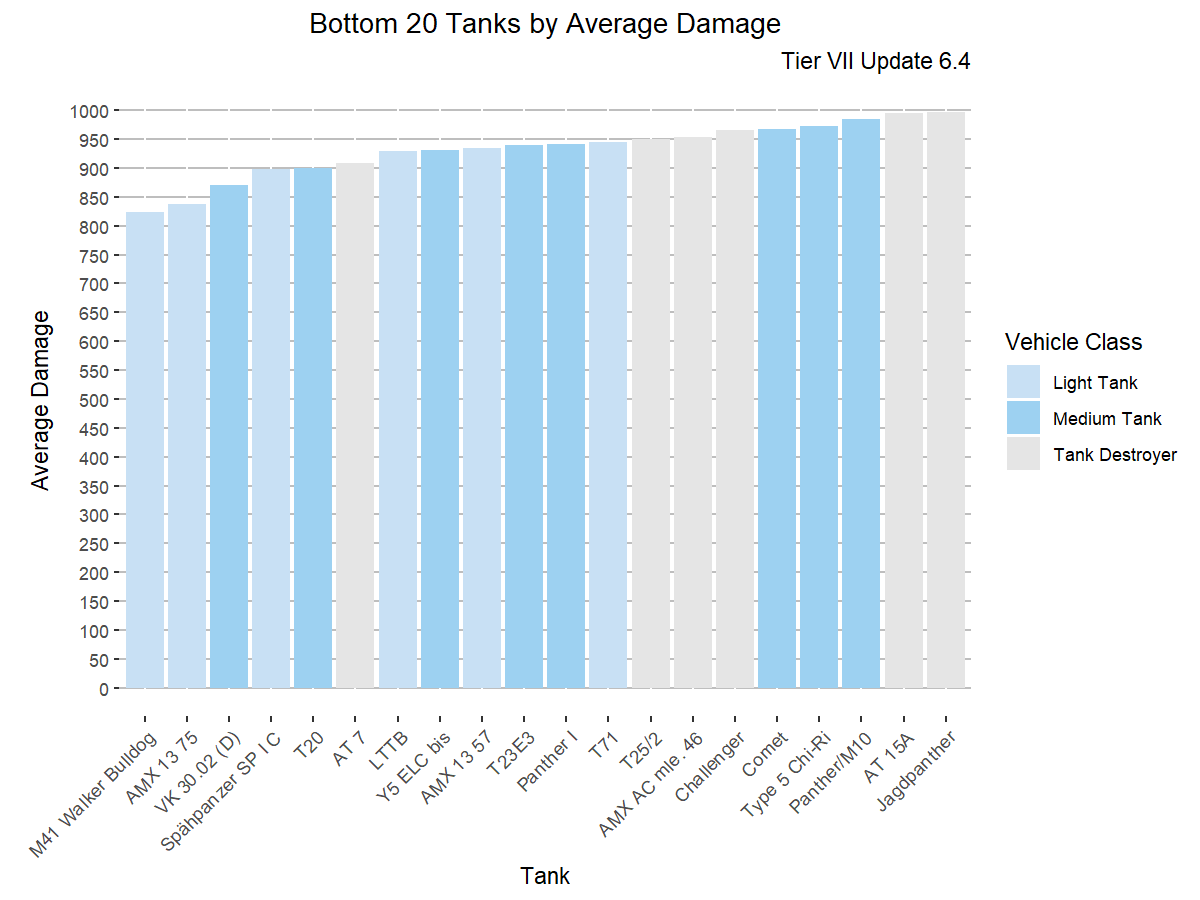 Bottom 20 Tanks by Average Damage
Tier VII Update 6.4
Average Damage
1000
950
900
850
800
750
700
650
600
550
500
450
400
350
300
250
200
150
100
50
0
M41 Walker Bulldog
AMX 13 75
VK 30.02 (D)
Spähpanzer SP I C
T20
AT 7
LTTB
Y5 ELC bis
AMX 13 57
T23E3
Panther I
T71
T25/2
AMX AC mle. 46
Challenger
Comet
Type 5 Chi-Ri
Panther/M10
AT 15A
Jagdpanther
Tank
Vehicle Class
Light Tank
Medium Tank
Tank Destroyer